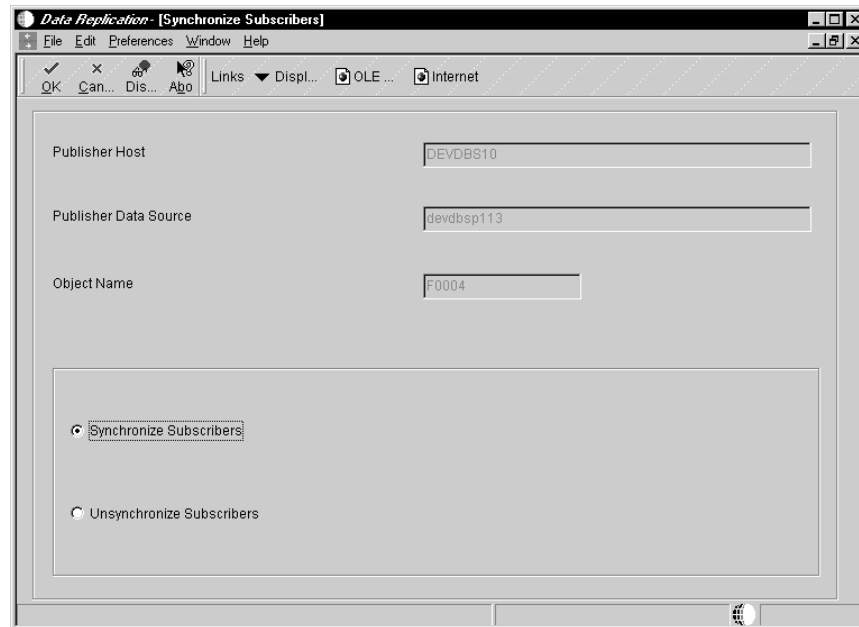 Data Replication - [Synchronize Subscribers]
File Edit Preferences Window Help
OK Can... Dis... Abo Links Displ... OLE ... Internet
Publisher Host DEVDBS10
Publisher Data Source devdbsp113
Object Name F0004
Synchronize Subscribers
Unsynchronize Subscribers